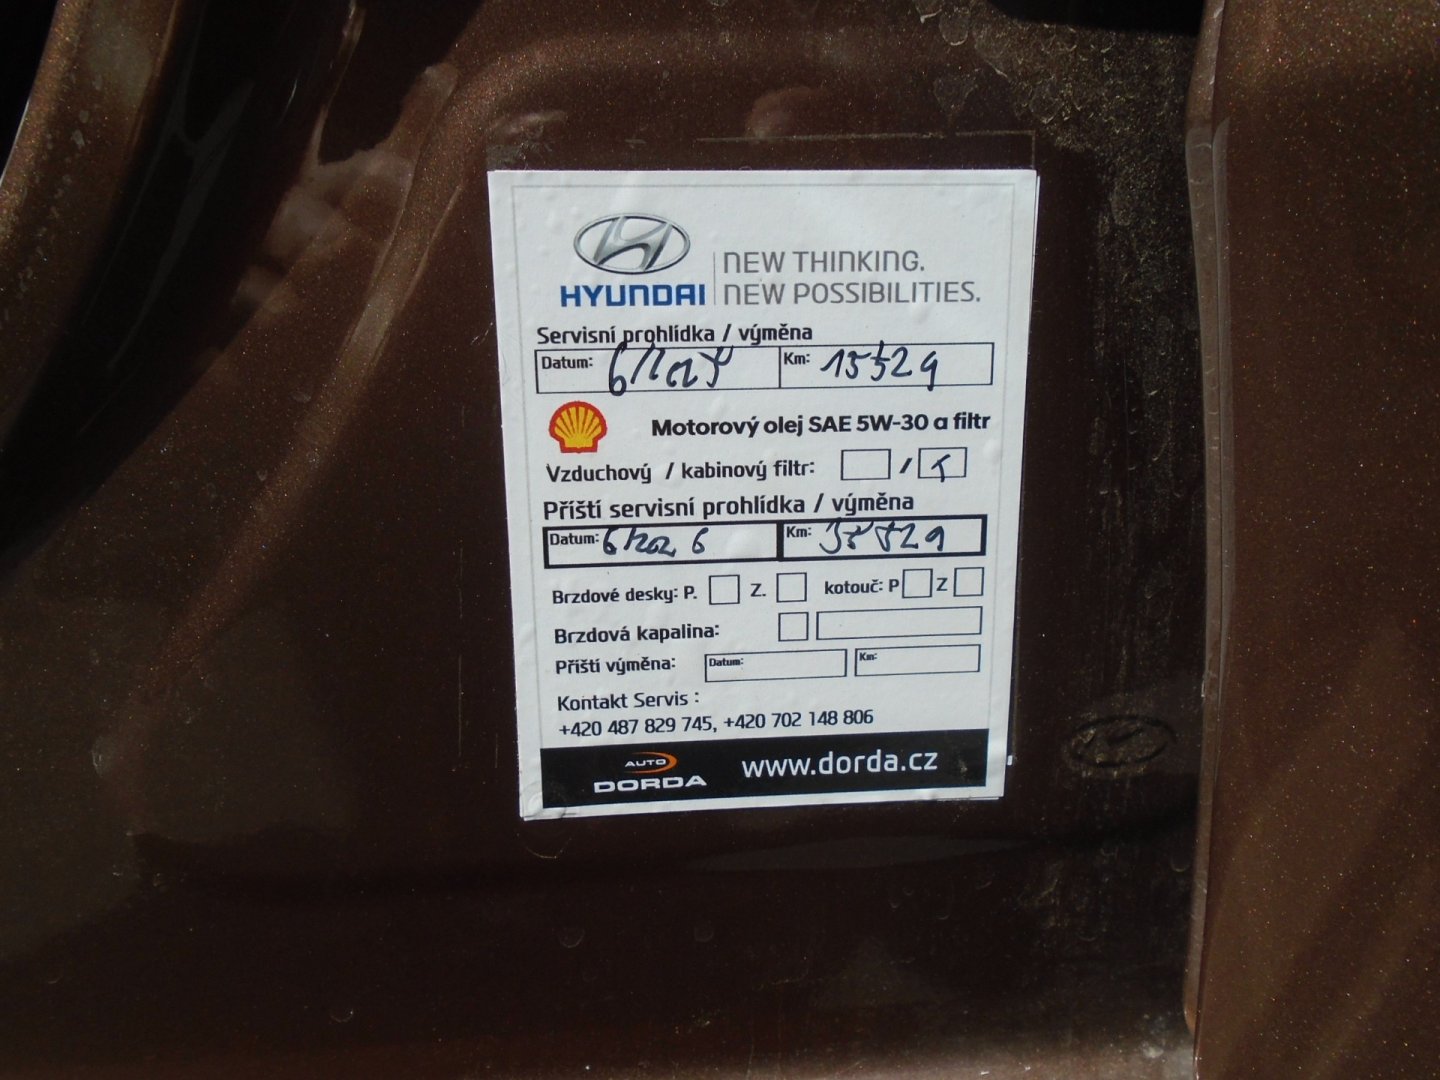 HYUNDAI
NEW THINKING.
NEW POSSIBILITIES.
Servisní prohlídka / výměna
Datum: Km:
Motorový olej SAE 5W-30 a filtr
Vzduchový / kabinový filtr: /
Příští servisní prohlídka / výměna
Datum: 6/2026 Km:
Brzdové desky: P. Z. kotouč: P Z
Brzdová kapalina:
Příští výměna: Datum: Km:
Kontakt Servis :
+420 487 829 745, +420 702 148 806
AUTO DORDA www.dorda.cz